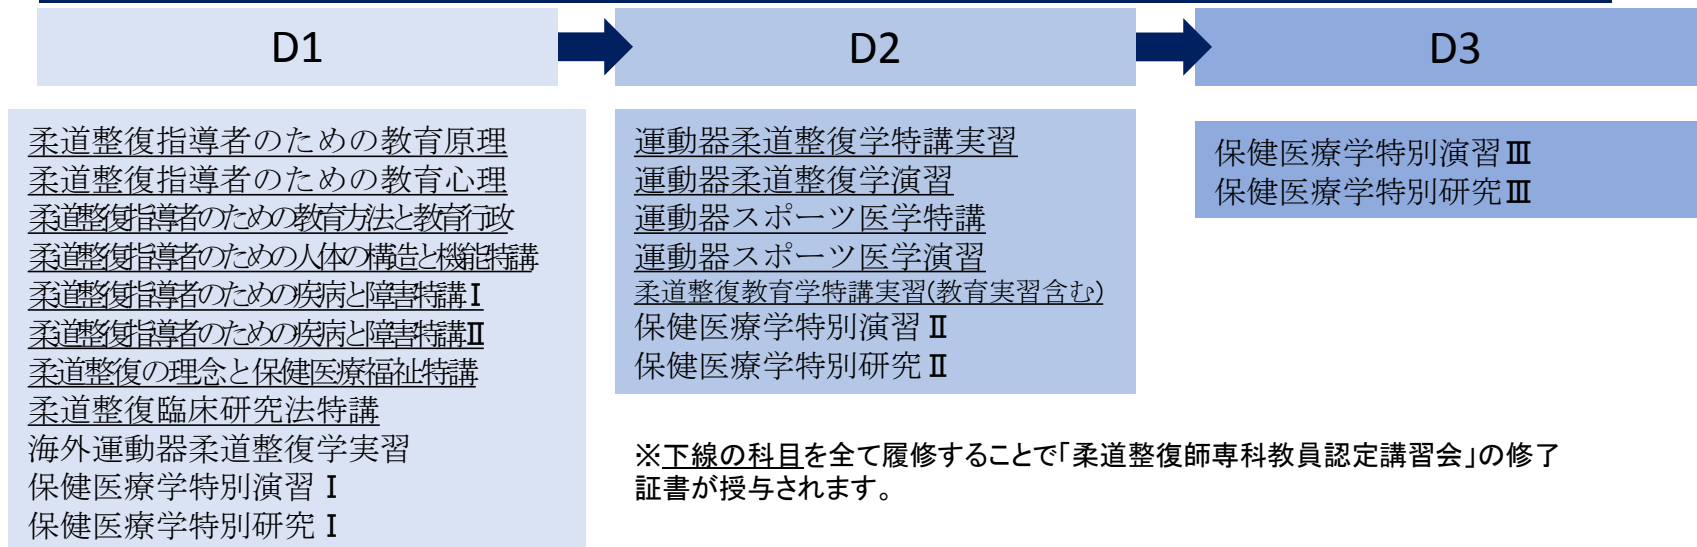 D1
D2
D3
柔道整復指導者のための教育原理
柔道整復指導者のための教育心理
柔道整復指導者のための教育方法と教育行政
柔道整復指導者のための人体の構造と機能特講
柔道整復指導者のための疾病と障害特講Ⅰ
柔道整復指導者のための疾病と障害特講Ⅱ
柔道整復の理念と保健医療福祉特講
柔道整復臨床研究法特講
海外運動器柔道整復学実習
保健医療学特別演習Ⅰ
保健医療学特別研究Ⅰ
運動器柔道整復学特講実習
運動器柔道整復学演習
運動器スポーツ医学特講
運動器スポーツ医学演習
柔道整復教育学特講実習(教育実習含む)
保健医療学特別演習Ⅱ
保健医療学特別研究Ⅱ
保健医療学特別演習Ⅲ
保健医療学特別研究Ⅲ
※下線の科目を全て履修することで｢柔道整復師専科教員認定講習会｣の修了
証書が授与されます。